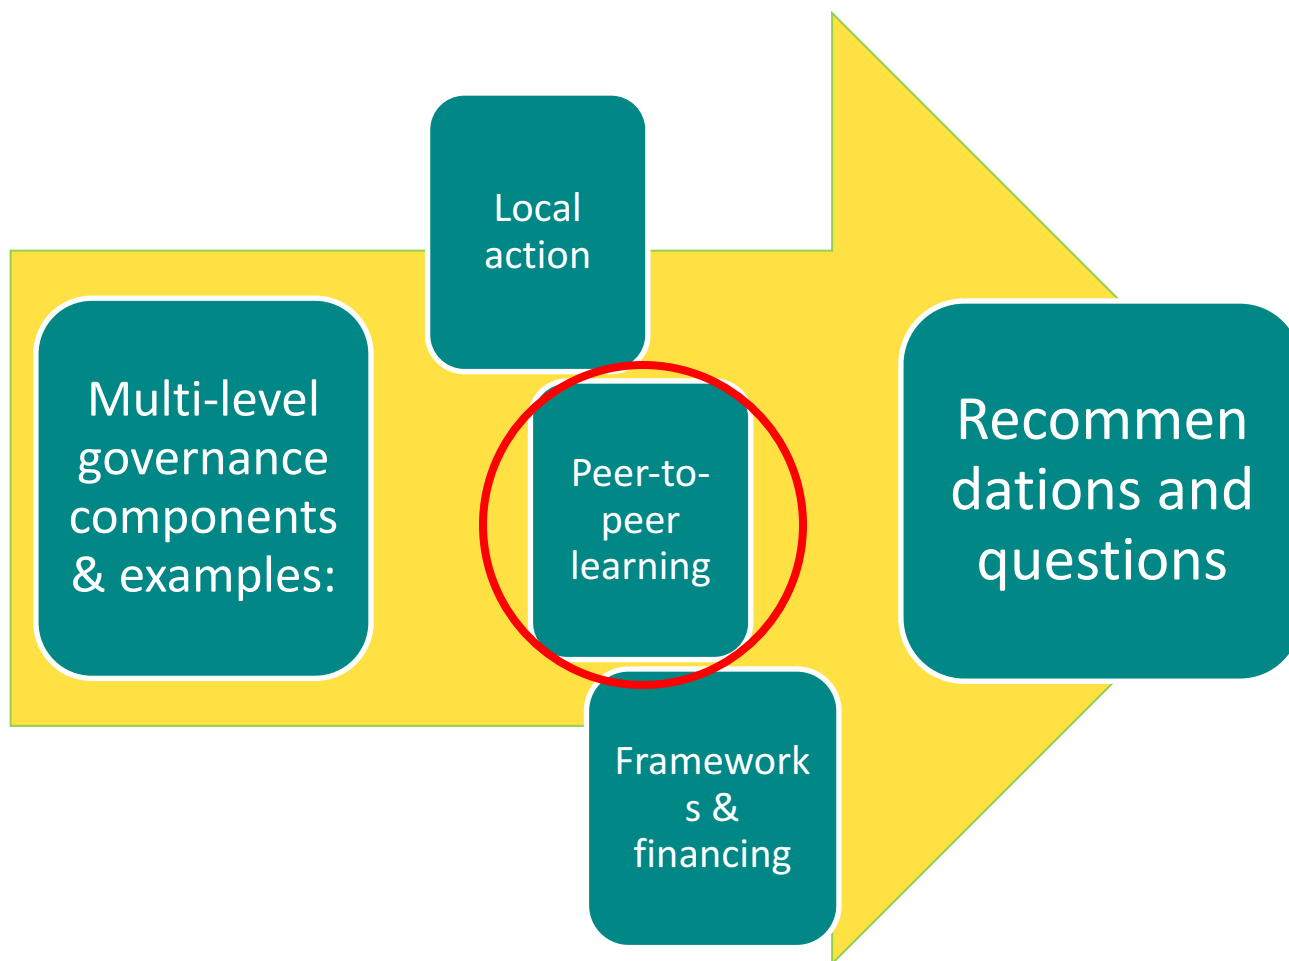 Multi-level
governance
components
& examples:
Local
action
Peer-to-
peer
learning
Framework
s &
financing
Recommen
dations and
questions